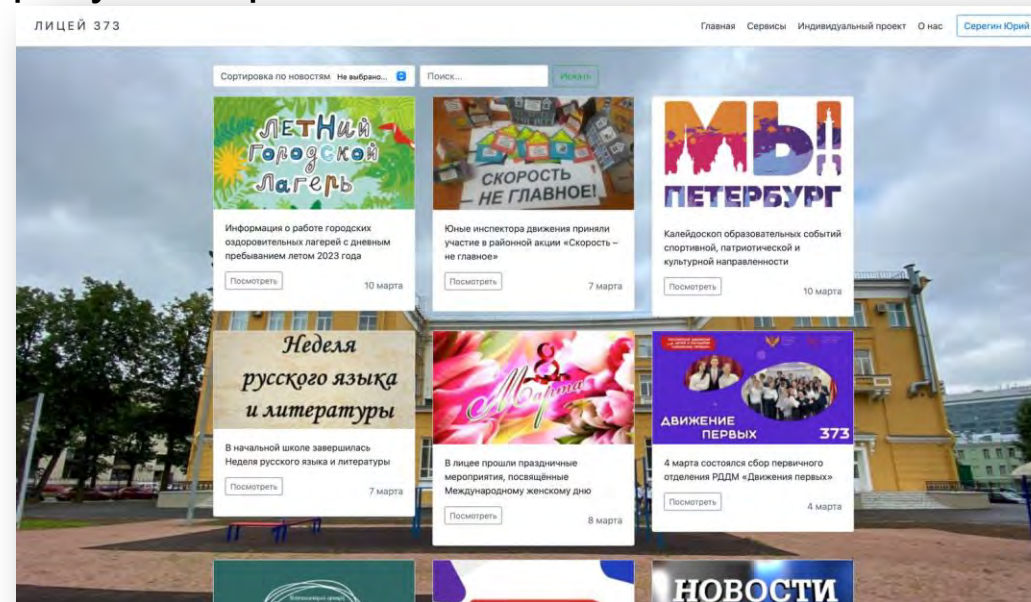 ЛИЦЕЙ 373
Главная Сервисы Индивидуальный проект О нас Серегин Юрий
Сортировка по новостям Не выбрано...
Поиск...
Искать
ЛЕТНИЙ
ГОРОДСКОЙ
ЛАГЕРЬ
Информация о работе городских
оздоровительных лагерей с дневным
пребыванием летом 2023 года
Посмотреть
10 марта
СКОРОСТЬ
- НЕ ГЛАВНОЕ!
Юные инспектора движения приняли
участие в районной акции «Скорость –
не главное»
Посмотреть
7 марта
МЫ!
ПЕТЕРБУРГ
Калейдоскоп образовательных событий
спортивной, патриотической и
культурной направленности
Посмотреть
10 марта
Неделя
русского языка
и литературы
В начальной школе завершилась
Неделя русского языка и литературы
Посмотреть
7 марта
8
Марта
В лицее прошли праздничные
мероприятия, посвящённые
Международному женскому дню
Посмотреть
8 марта
ДВИЖЕНИЕ
ПЕРВЫХ
373
4 марта состоялся сбор первичного
отделения РДДМ «Движения первых»
Посмотреть
4 марта
НОВОСТИ